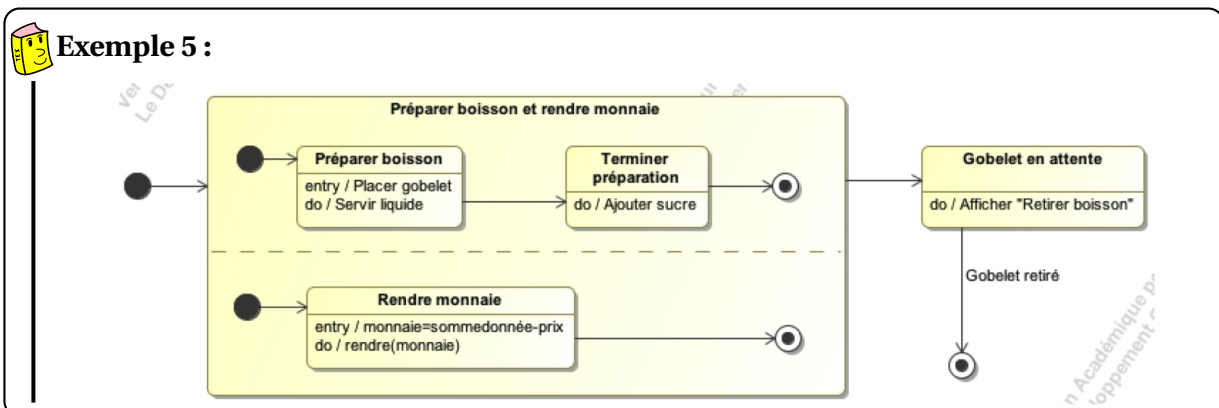 Exemple 5 :
Préparer boisson et rendre monnaie
Préparer boisson
entry / Placer gobelet
do / Servir liquide
Terminer
préparation
do / Ajouter sucre
Gobelet en attente
do / Afficher "Retirer boisson"
Gobelet retiré
Rendre monnaie
entry / monnaie=sommedonnée-prix
do / rendre(monnaie)